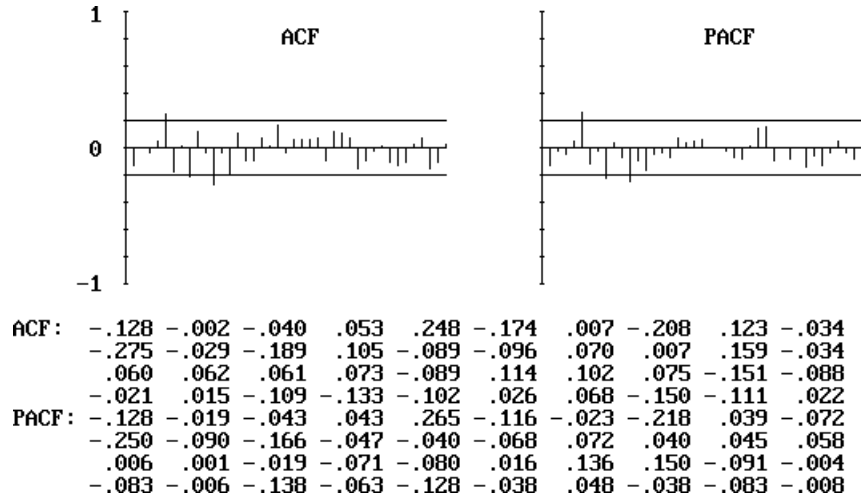 1
ACF PACF
0
-1
ACF: -.128 -.002 -.040 .053 .248 -.174 .007 -.208 .123 -.034
-.275 -.029 -.189 .105 -.089 -.096 .070 .007 .159 -.034
.060 .062 .061 .073 -.089 .114 .102 .075 -.151 -.088
-.021 .015 -.109 -.133 -.102 .026 .068 -.150 -.111 .022
PACF: -.128 -.019 -.043 .043 .265 -.116 -.023 -.218 .039 -.072
-.250 -.090 -.166 -.047 -.040 -.068 .072 .040 .045 .058
.006 .001 -.019 -.071 -.080 .016 .136 .150 -.091 -.004
-.083 -.006 -.138 -.063 -.128 -.038 .048 -.038 -.083 -.008